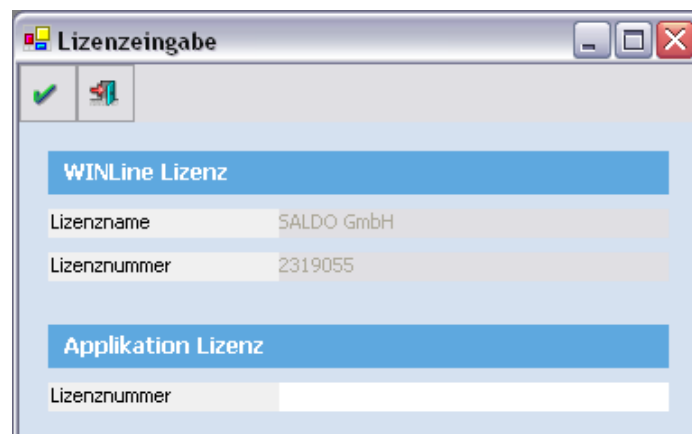 Lizenzeingabe
WINLine Lizenz
Lizenzname SALDO GmbH
Lizenznummer 2319055
Applikation Lizenz
Lizenznummer